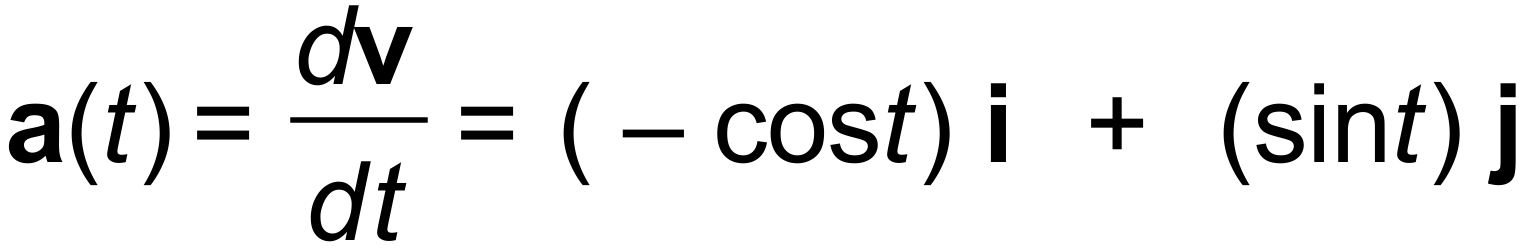 a(t) = dv/dt = ( – cost) i + (sint) j